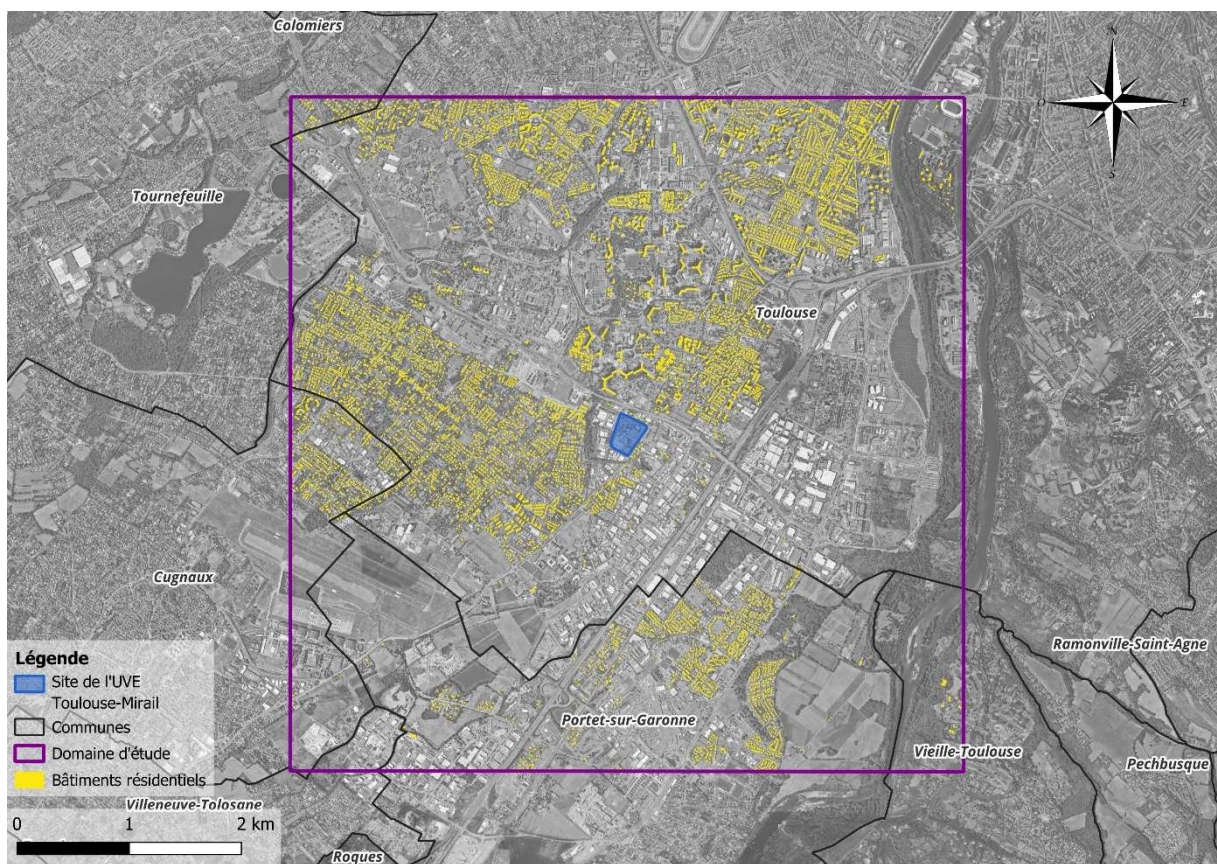 Colomiers
N
O
E
S
Tournefeuille
Toulouse
Cugnaux
Ramonville-Saint-Agne
Portet-sur-Garonne
Vieille-Toulouse
Pechbusque
Villeneuve-Tolosane
Roques
Légende
Site de l'UVE
Toulouse-Mirail
Communes
Domaine d'étude
Bâtiments résidentiels
0 1 2 km